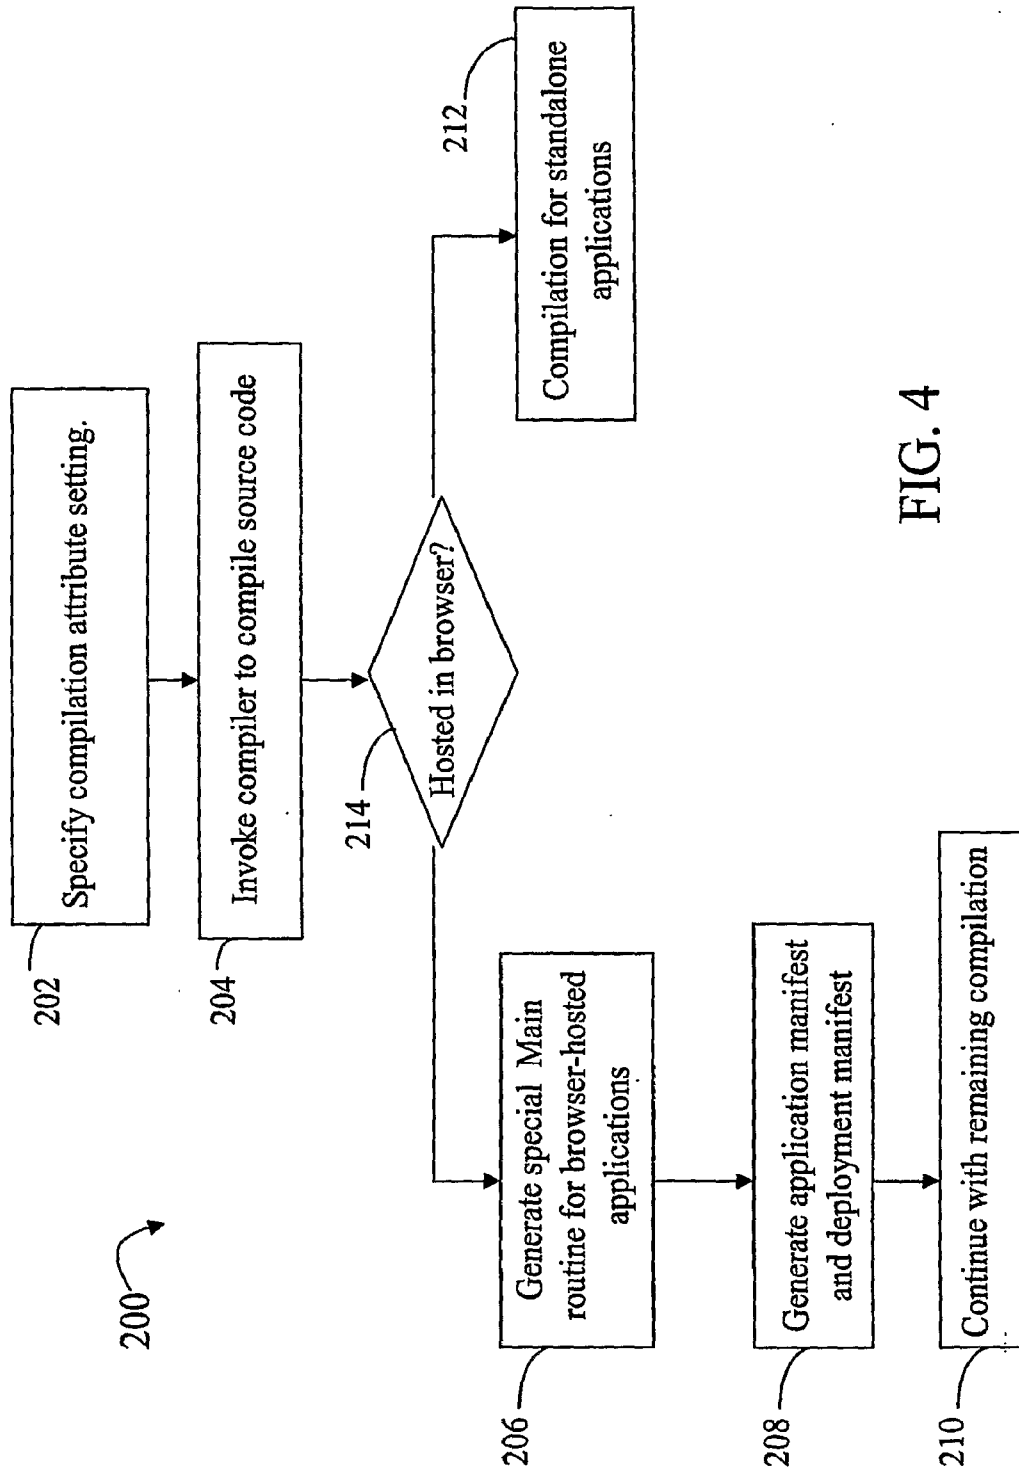 200
202
Specify compilation attribute setting.
204
Invoke compiler to compile source code
214
Hosted in browser?
206
Generate special Main
routine for browser-hosted
applications
212
Compilation for standalone
applications
208
Generate application manifest
and deployment manifest
210
Continue with remaining compilation
FIG. 4